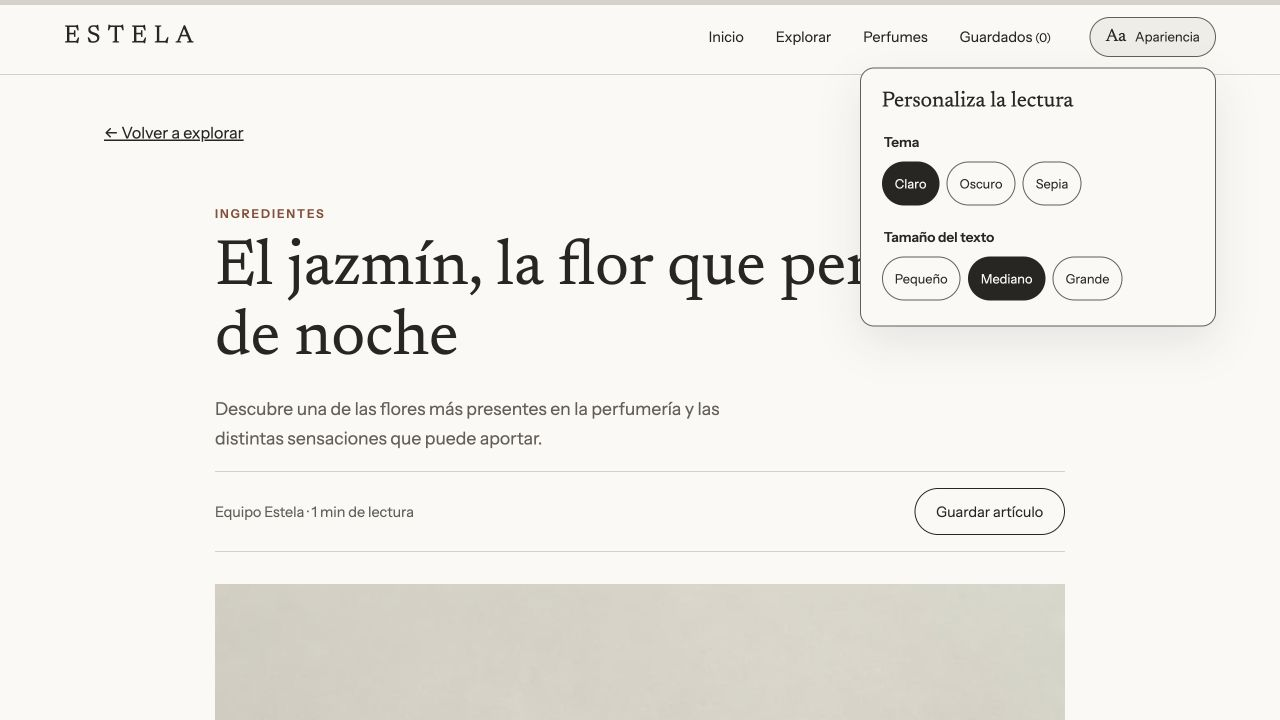 ESTELA
Inicio
Explorar
Perfumes
Guardados (0)
Aa Apariencia
Personaliza la lectura
Tema
Claro
Oscuro
Sepia
Tamaño del texto
Pequeño
Mediano
Grande
← Volver a explorar
INGREDIENTES
El jazmín, la flor que
de noche
Descubre una de las flores más presentes en la perfumería y las
distintas sensaciones que puede aportar.
Equipo Estela · 1 min de lectura
Guardar artículo